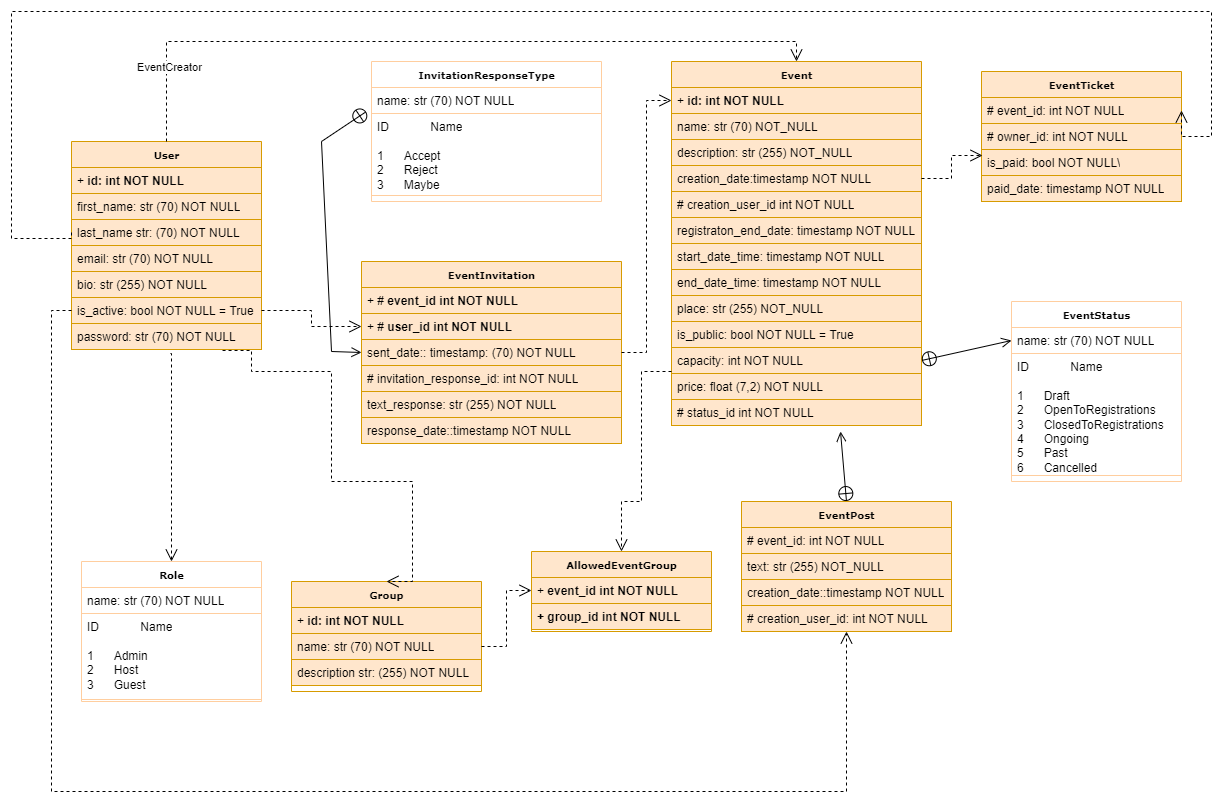 EventCreator
User
+ id: int NOT NULL
first_name: str (70) NOT NULL
last_name str: (70) NOT NULL
email: str (70) NOT NULL
bio: str (255) NOT NULL
is_active: bool NOT NULL = True
password: str (70) NOT NULL
InvitationResponseType
name: str (70) NOT NULL
ID Name
1 Accept
2 Reject
3 Maybe
EventInvitation
+ # event_id int NOT NULL
+ # user_id int NOT NULL
sent_date:: timestamp: (70) NOT NULL
# invitation_response_id: int NOT NULL
text_response: str (255) NOT NULL
response_date::timestamp NOT NULL
Event
+ id: int NOT NULL
name: str (70) NOT_NULL
description: str (255) NOT_NULL
creation_date:timestamp NOT NULL
# creation_user_id int NOT NULL
registraton_end_date: timestamp NOT NULL
start_date_time: timestamp NOT NULL
end_date_time: timestamp NOT NULL
place: str (255) NOT_NULL
is_public: bool NOT NULL = True
capacity: int NOT NULL
price: float (7,2) NOT NULL
# status_id int NOT NULL
EventTicket
# event_id: int NOT NULL
# owner_id: int NOT NULL
is_paid: bool NOT NULL\
paid_date: timestamp NOT NULL
EventStatus
name: str (70) NOT NULL
ID Name
1 Draft
2 OpenToRegistrations
3 ClosedToRegistrations
4 Ongoing
5 Past
6 Cancelled
Role
name: str (70) NOT NULL
ID Name
1 Admin
2 Host
3 Guest
Group
+ id: int NOT NULL
name: str (70) NOT NULL
description str: (255) NOT NULL
AllowedEventGroup
+ event_id int NOT NULL
+ group_id int NOT NULL
EventPost
# event_id: int NOT NULL
text: str (255) NOT_NULL
creation_date::timestamp NOT NULL
# creation_user_id: int NOT NULL